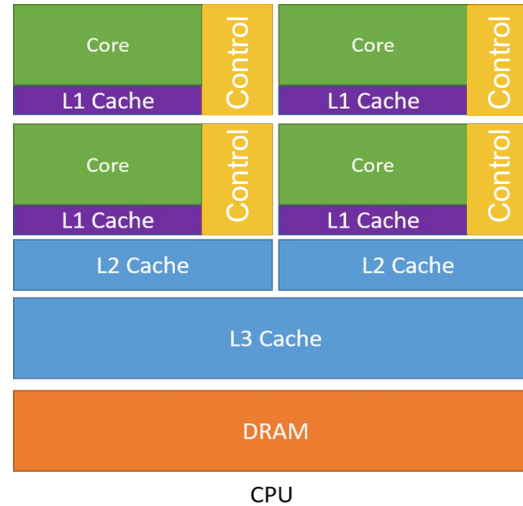 Core
Control
Core
Control
L1 Cache
L1 Cache
Core
Control
Core
Control
L1 Cache
L1 Cache
L2 Cache
L2 Cache
L3 Cache
DRAM
CPU